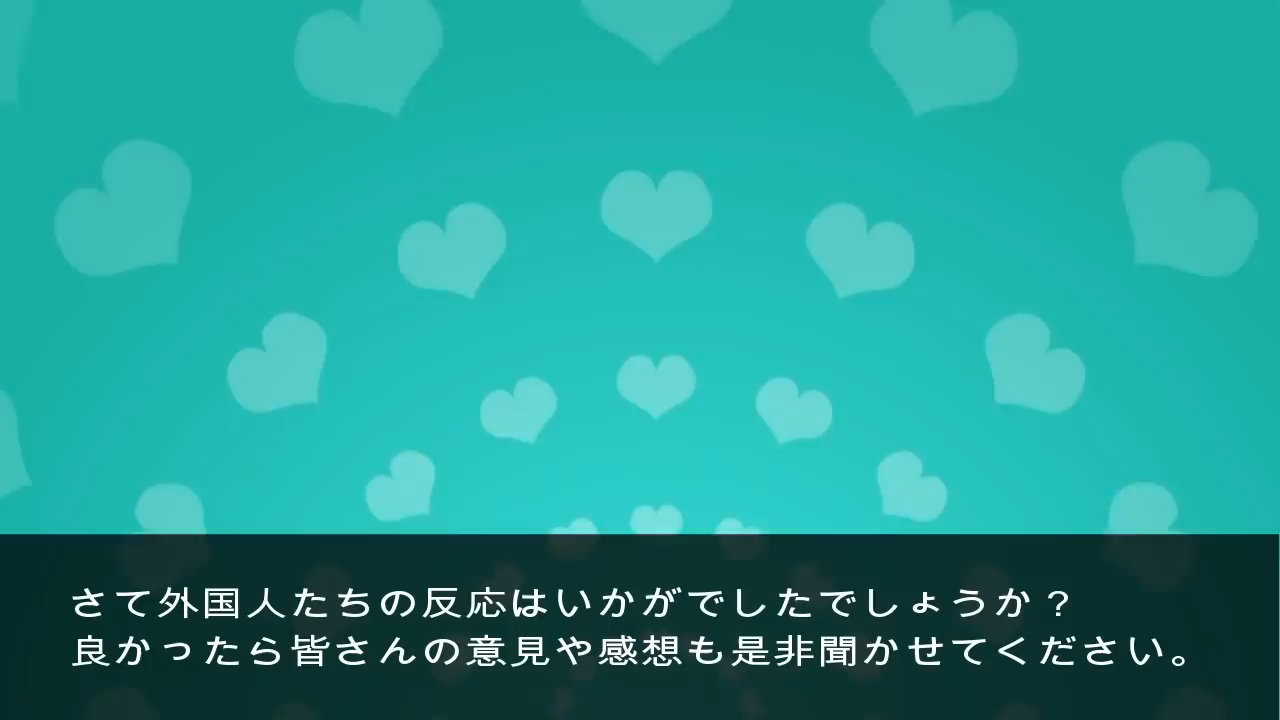 さて外国人たちの反応はいかがでしたでしょうか？
良かったら皆さんの意見や感想も是非聞かせてください。